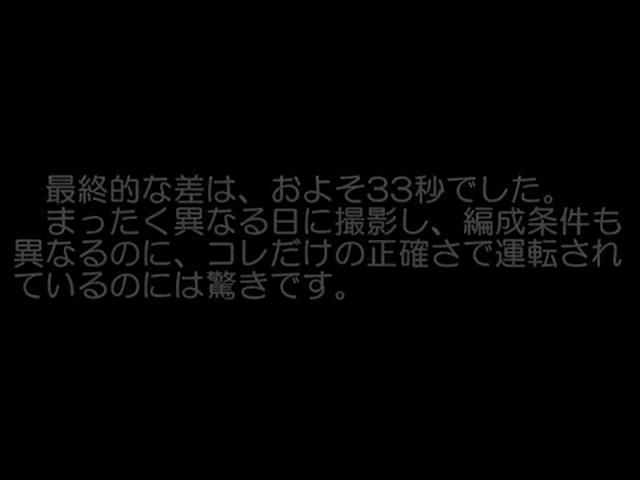 最終的な差は、およそ33秒でした。
まったく異なる日に撮影し、編成条件も
異なるのに、コレだけの正確さで運転され
ているのには驚きです。